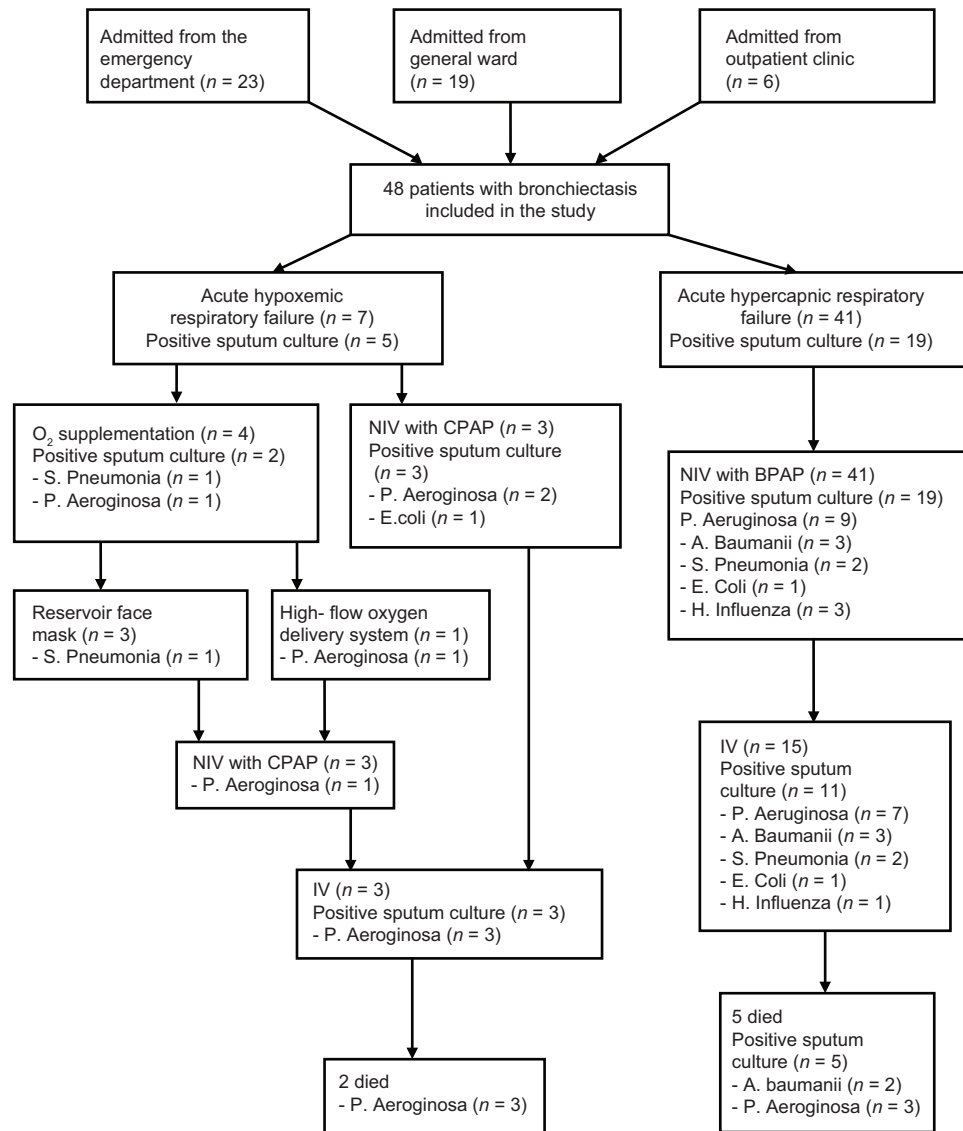 Admitted from the
emergency
department (n = 23)
Admitted from
general ward
(n = 19)
Admitted from
outpatient clinic
(n = 6)
48 patients with bronchiectasis
included in the study
Acute hypoxemic
respiratory failure (n = 7)
Positive sputum culture (n = 5)
Acute hypercapnic respiratory
failure (n = 41)
Positive sputum culture (n = 19)
O2 supplementation (n = 4)
Positive sputum culture (n = 2)
- S. Pneumonia (n = 1)
- P. Aeroginosa (n = 1)
NIV with CPAP (n = 3)
Positive sputum culture
(n = 3)
- P. Aeroginosa (n = 2)
- E.coli (n = 1)
NIV with BPAP (n = 41)
Positive sputum culture (n = 19)
P. Aeruginosa (n = 9)
- A. Baumanii (n = 3)
- S. Pneumonia (n = 2)
- E. Coli (n = 1)
- H. Influenza (n = 3)
Reservoir face
mask (n = 3)
- S. Pneumonia (n = 1)
High- flow oxygen
delivery system (n = 1)
- P. Aeroginosa (n = 1)
NIV with CPAP (n = 3)
- P. Aeroginosa (n = 1)
IV (n = 15)
Positive sputum
culture (n = 11)
- P. Aeruginosa (n = 7)
- A. Baumanii (n = 3)
- S. Pneumonia (n = 2)
- E. Coli (n = 1)
- H. Influenza (n = 1)
IV (n = 3)
Positive sputum culture (n = 3)
- P. Aeroginosa (n = 3)
5 died
Positive sputum
culture (n = 5)
- A. baumanii (n = 2)
- P. Aeroginosa (n = 3)
2 died
- P. Aeroginosa (n = 3)